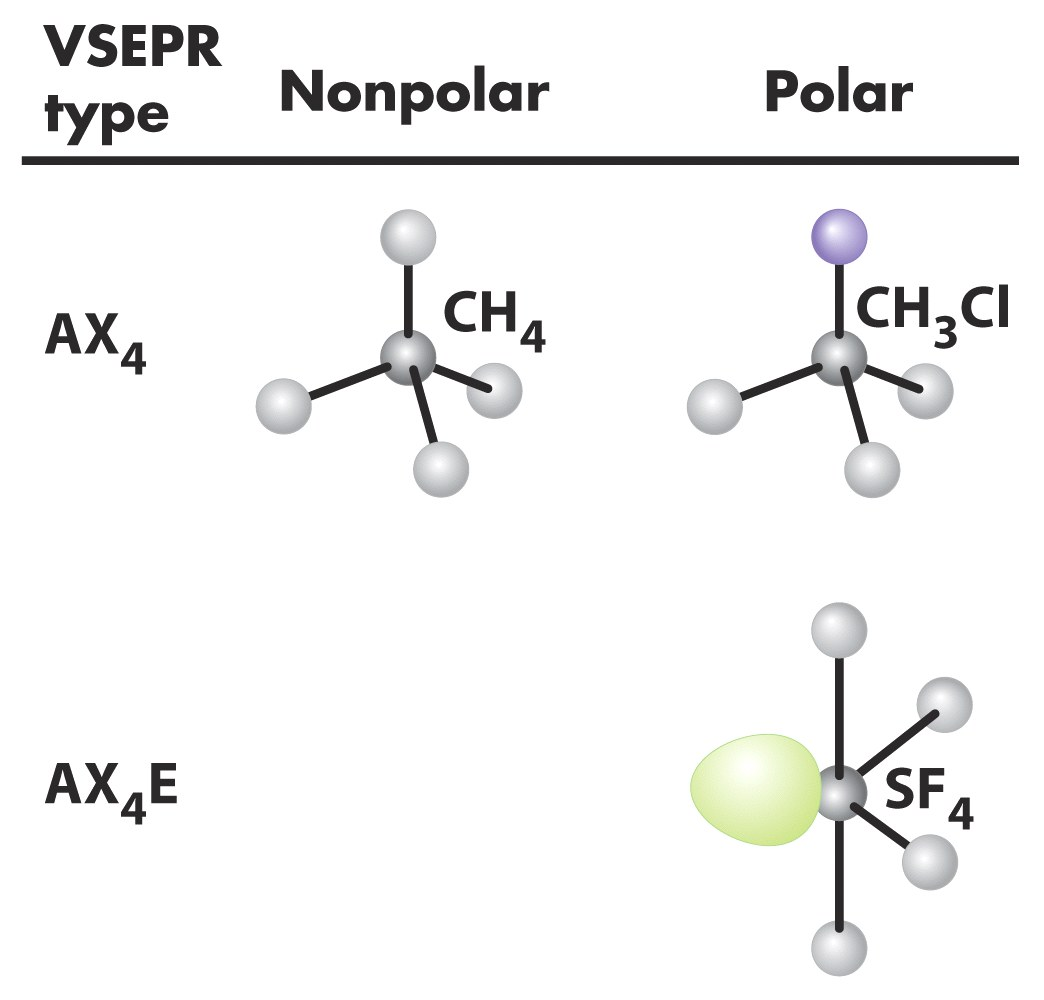 VSEPR
type
Nonpolar
Polar
AX₄
CH₄
CH₃Cl
AX₄E
SF₄